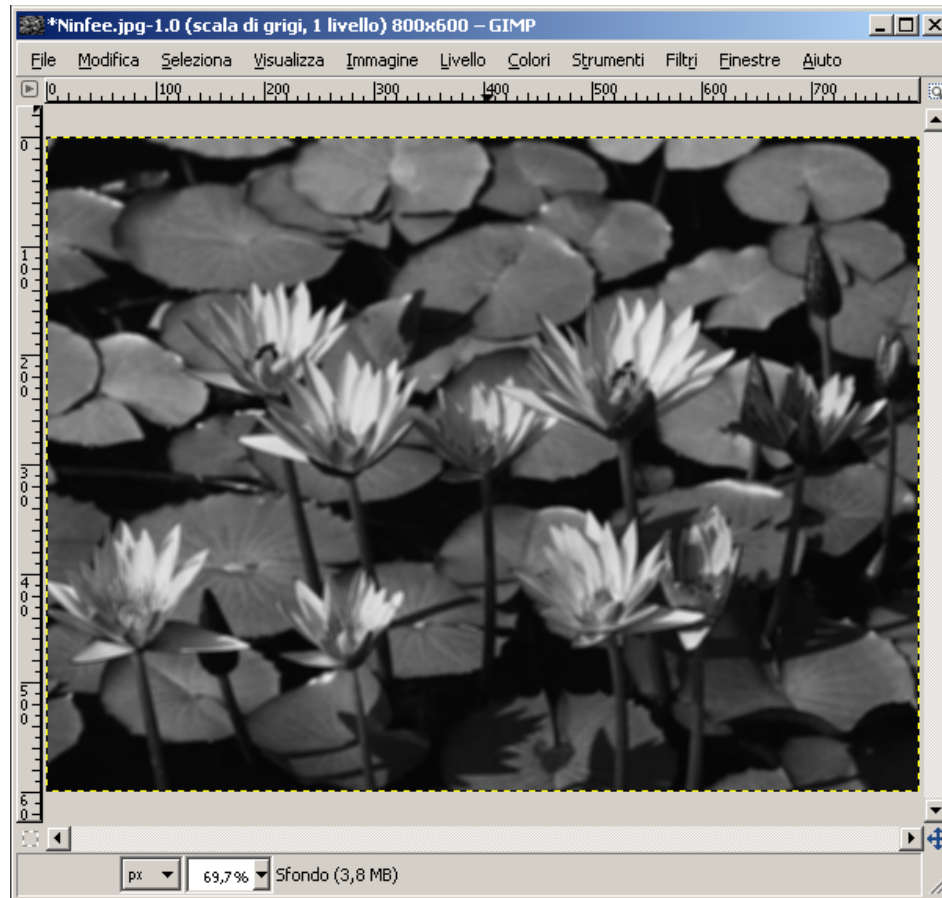 *Ninfee.jpg-1.0 (scala di grigi, 1 livello) 800x600 – GIMP
File Modifica Seleziona Visualizza Immagine Livello Colori Strumenti Filtri Finestre Aiuto
0 100 200 300 400 500 600 700
0
100
200
300
400
500
60
px 69,7% Sfondo (3,8 MB)